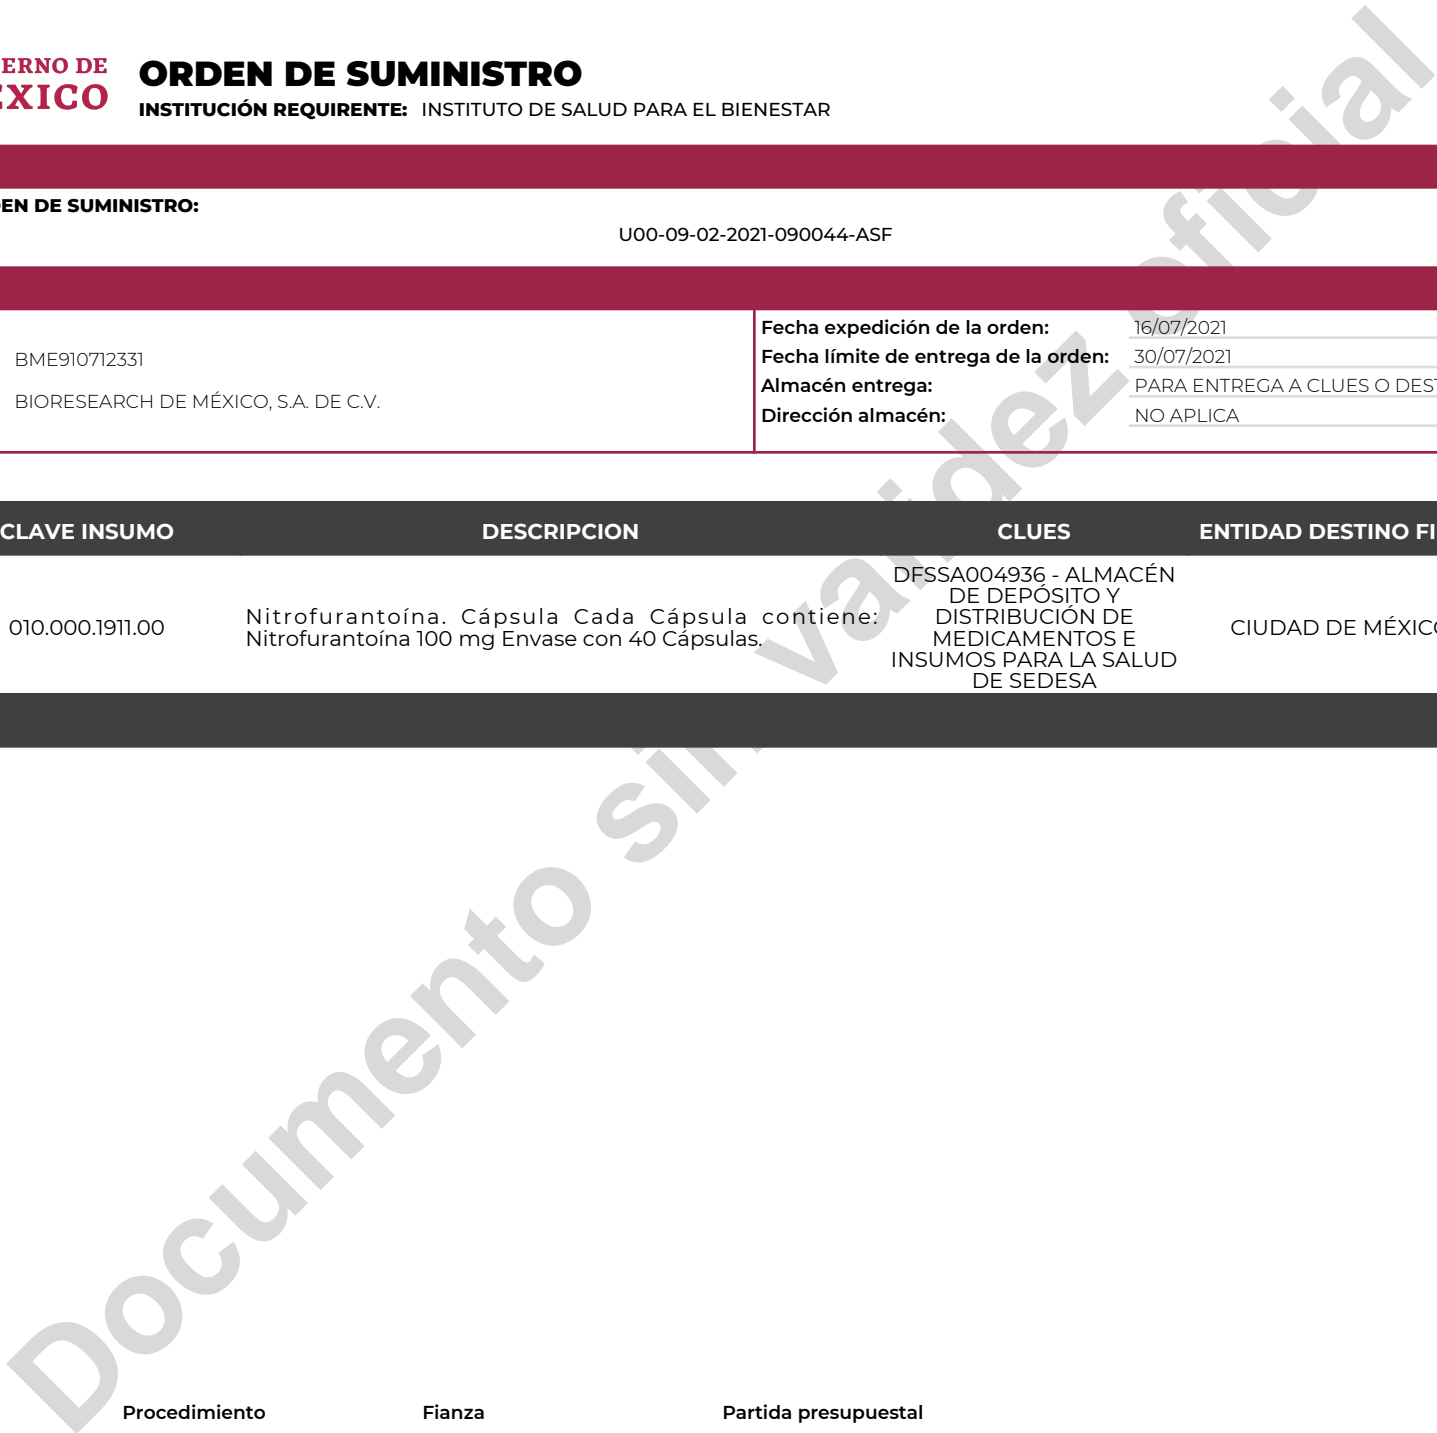 ERNO DE
ÉXICO
ORDEN DE SUMINISTRO
INSTITUCIÓN REQUIRENTE: INSTITUTO DE SALUD PARA EL BIENESTAR
EN DE SUMINISTRO:
U00-09-02-2021-090044-ASF
BME910712331
BIORESEARCH DE MÉXICO, S.A. DE C.V.
Fecha expedición de la orden: 16/07/2021
Fecha límite de entrega de la orden: 30/07/2021
Almacén entrega: PARA ENTREGA A CLUES O DEST
Dirección almacén: NO APLICA
CLAVE INSUMO DESCRIPCION CLUES ENTIDAD DESTINO FI
010.000.1911.00
Nitrofurantoína. Cápsula Cada Cápsula contiene:
Nitrofurantoína 100 mg Envase con 40 Cápsulas.
DFSSA004936 - ALMACÉN
DE DEPÓSITO Y
DISTRIBUCIÓN DE
MEDICAMENTOS E
INSUMOS PARA LA SALUD
DE SEDESA
CIUDAD DE MÉXICO
Documento sin validez oficial
Procedimiento Fianza Partida presupuestal